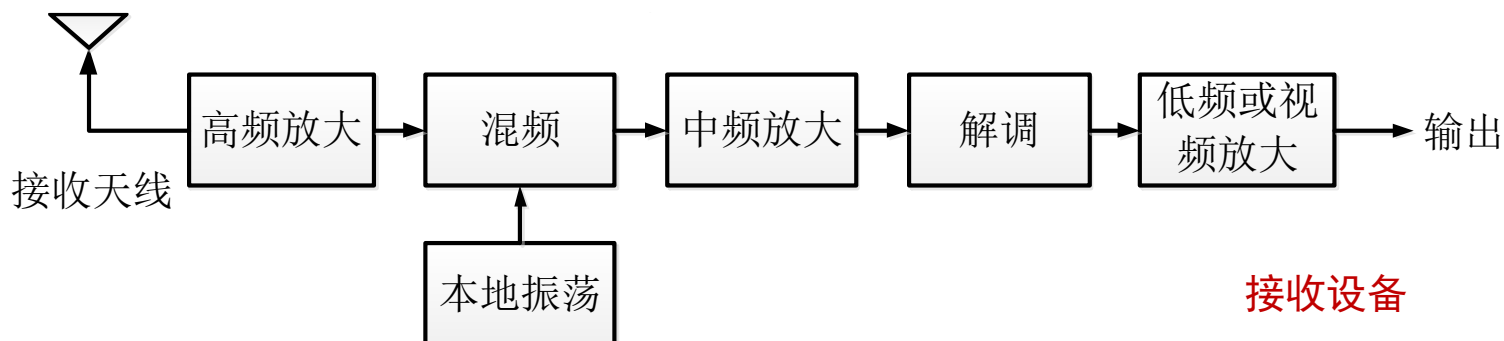 接收天线
高频放大
混频
中频放大
解调
低频或视
频放大
输出
本地振荡
接收设备